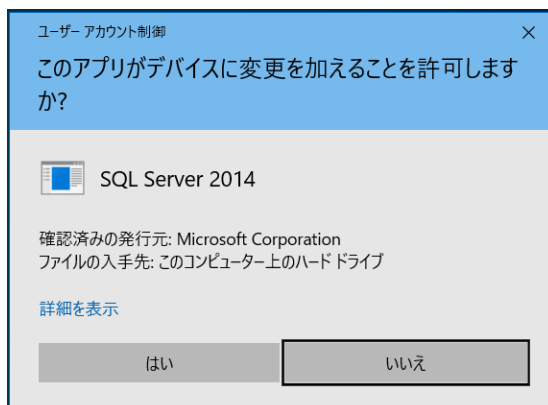 ユーザー アカウント制御
このアプリがデバイスに変更を加えることを許可します
か?
SQL Server 2014
確認済みの発行元: Microsoft Corporation
ファイルの入手先: このコンピューター上のハード ドライブ
詳細を表示
はい
いいえ